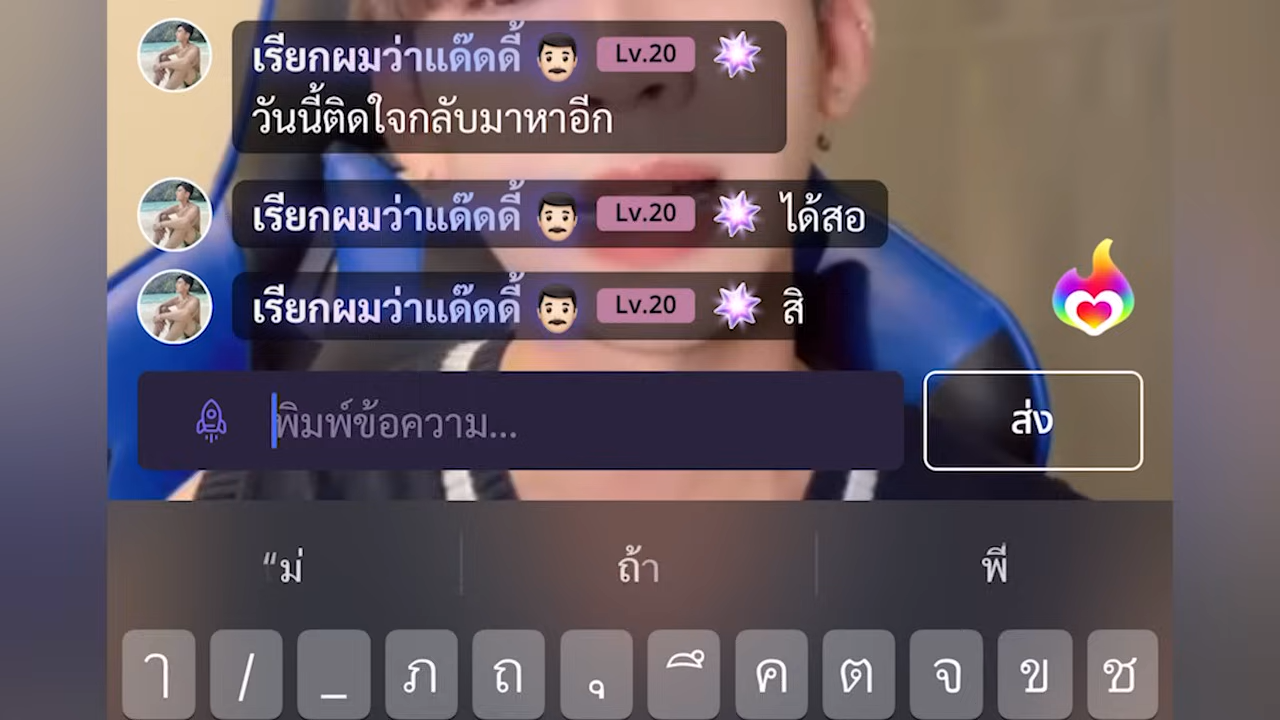 เรียกผมว่าแด๊ดดี้ Lv.20
วันนี้ติดใจกลับมาหาอีก
เรียกผมว่าแด๊ดดี้ Lv.20 ได้สอ
เรียกผมว่าแด๊ดดี้ Lv.20 สิ
พิมพ์ข้อความ... ส่ง
“ม่ ถ้า พี่
ๅ / _ ภ ถ ุ ึ ค ต จ ข ช